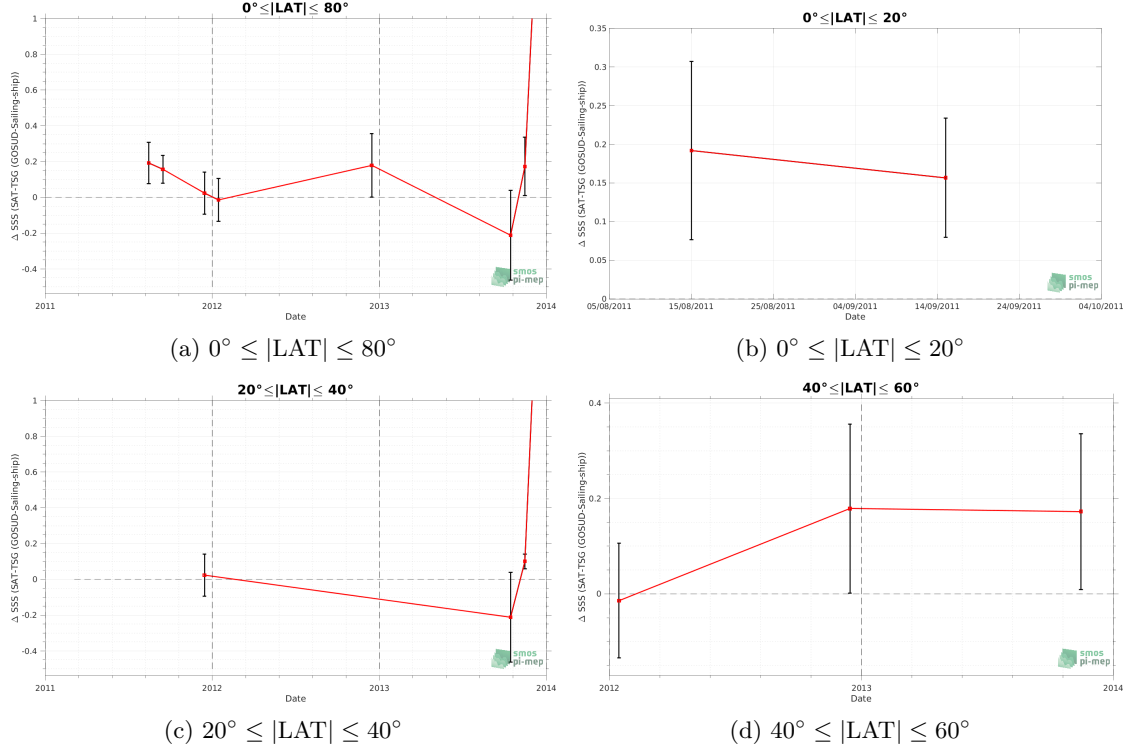 0°≤|LAT|≤ 80°
1
0.8
0.6
0.4
0.2
0
-0.2
-0.4
Δ SSS (SAT-TSG (GOSUD-Sailing-ship))
2011
2012
2013
2014
Date
smos
pi-mep
(a) 0° ≤ |LAT| ≤ 80°
0°≤|LAT|≤ 20°
0.35
0.3
0.25
0.2
0.15
0.1
0.05
0
Δ SSS (SAT-TSG (GOSUD-Sailing-ship))
05/08/2011
15/08/2011
25/08/2011
04/09/2011
14/09/2011
24/09/2011
04/10/2011
Date
smos
pi-mep
(b) 0° ≤ |LAT| ≤ 20°
20°≤|LAT|≤ 40°
1
0.8
0.6
0.4
0.2
0
-0.2
-0.4
Δ SSS (SAT-TSG (GOSUD-Sailing-ship))
2011
2012
2013
2014
Date
smos
pi-mep
(c) 20° ≤ |LAT| ≤ 40°
40°≤|LAT|≤ 60°
0.4
0.2
0
Δ SSS (SAT-TSG (GOSUD-Sailing-ship))
2012
2013
2014
Date
smos
pi-mep
(d) 40° ≤ |LAT| ≤ 60°